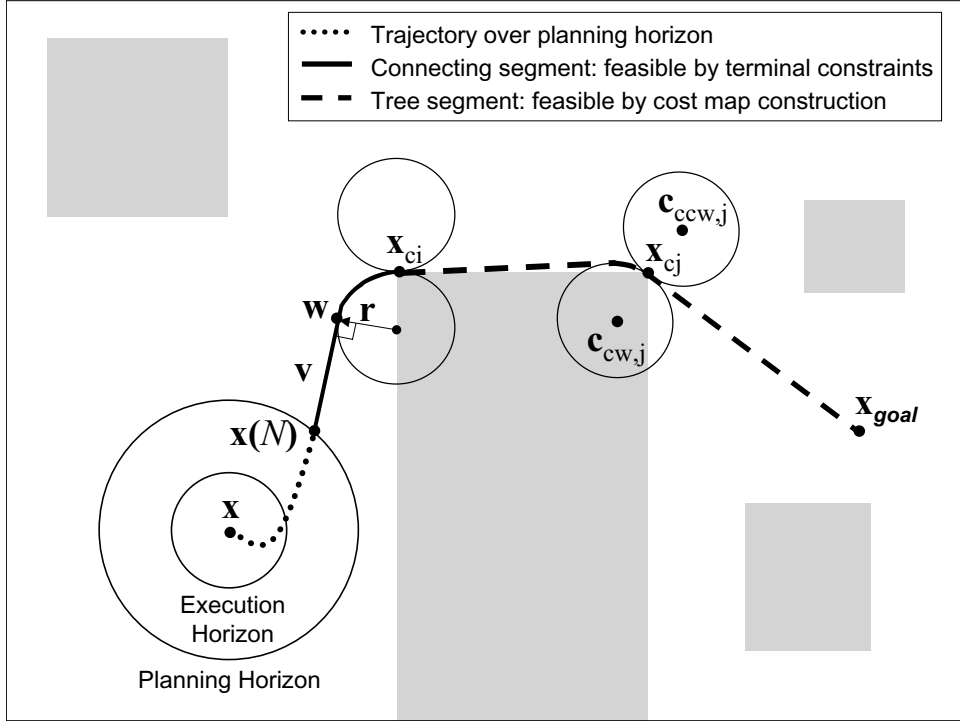 Trajectory over planning horizon
Connecting segment: feasible by terminal constraints
Tree segment: feasible by cost map construction
c_ccw,j
x_ci
x_cj
w
r
c_cw,j
v
x_goal
x(N)
x
Execution
Horizon
Planning Horizon